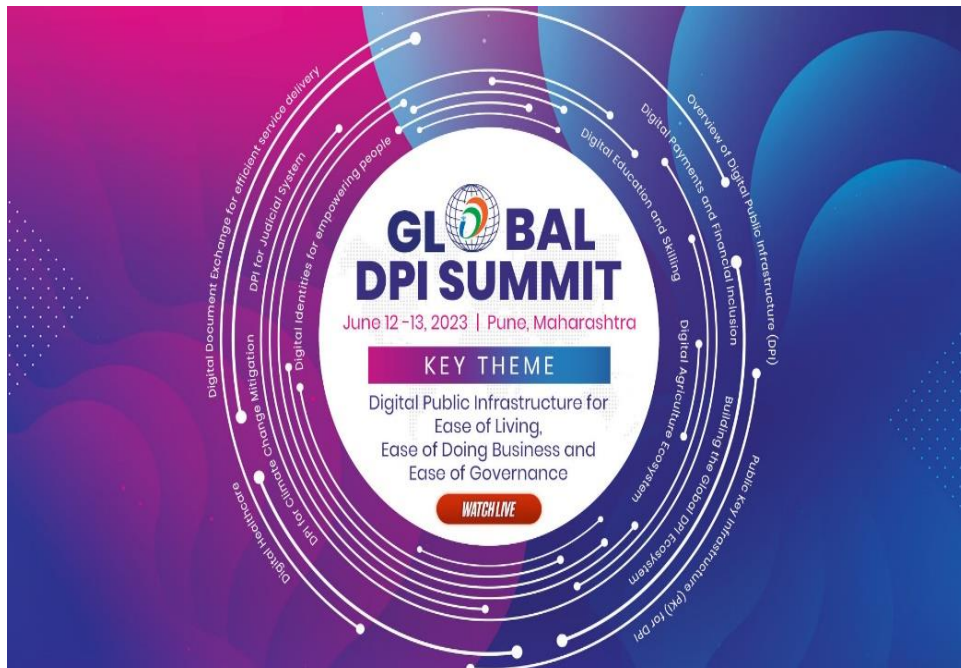 GLOBAL
DPI SUMMIT
June 12 -13, 2023 | Pune, Maharashtra
KEY THEME
Digital Public Infrastructure for
Ease of Living,
Ease of Doing Business and
Ease of Governance
WATCH LIVE
Overview of Digital Public Infrastructure (DPI)
Digital Payments and Financial Inclusion
Digital Education and Skilling
Digital Agriculture Ecosystem
Building the Global DPI Ecosystem
Public Key Infrastructure (PKI) for DPI
Digital Healthcare
DPI for Climate Change Mitigation
Digital Identities for empowering people
DPI for Judicial System
Digital Document Exchange for efficient service delivery